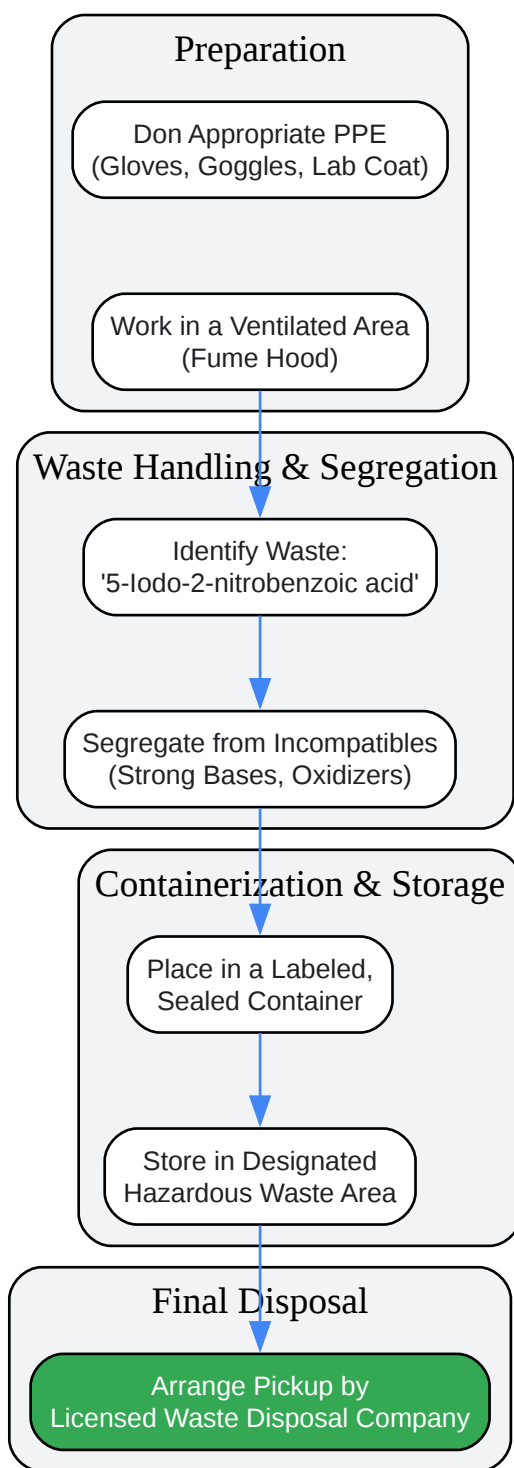 Preparation
Don Appropriate PPE
(Gloves, Goggles, Lab Coat)
Work in a Ventilated Area
(Fume Hood)
Waste Handling & Segregation
Identify Waste:
'5-Iodo-2-nitrobenzoic acid'
Segregate from Incompatibles
(Strong Bases, Oxidizers)
Containerization & Storage
Place in a Labeled,
Sealed Container
Store in Designated
Hazardous Waste Area
Final Disposal
Arrange Pickup by
Licensed Waste Disposal Company